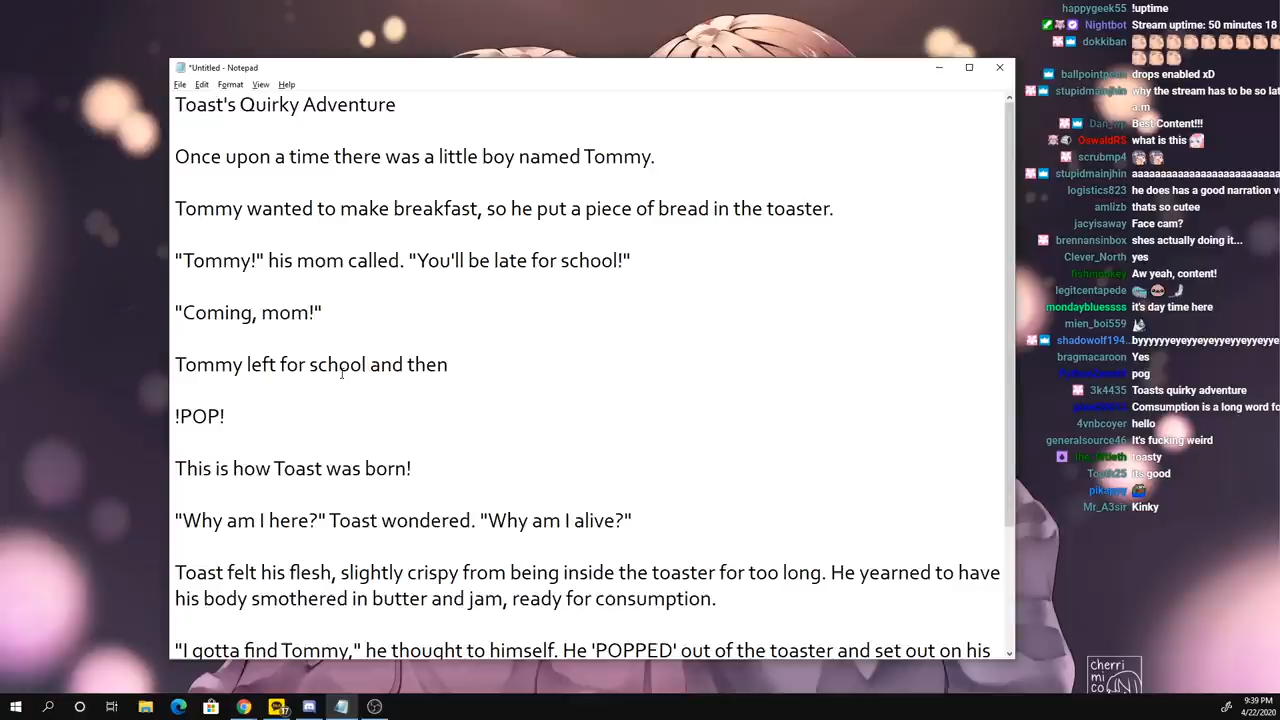 *Untitled - Notepad
File Edit Format View Help
Toast's Quirky Adventure
Once upon a time there was a little boy named Tommy.
Tommy wanted to make breakfast, so he put a piece of bread in the toaster.
"Tommy!" his mom called. "You'll be late for school!"
"Coming, mom!"
Tommy left for school and then
!POP!
This is how Toast was born!
"Why am I here?" Toast wondered. "Why am I alive?"
Toast felt his flesh, slightly crispy from being inside the toaster for too long. He yearned to have
his body smothered in butter and jam, ready for consumption.
"I gotta find Tommy," he thought to himself. He 'POPPED' out of the toaster and set out on his
happygeek55 !uptime
Nightbot Stream uptime: 50 minutes 18
dokkiban
drops enabled xD
stupidmainjhin why the stream has to be so lat
a.m
Best Content!!!
OswaldRS what is this
scrubmp4
stupidmainjhin aaaaaaaaaaaaaaaaaaaaaaaaaaa
logistics823 he does has a good narration v
amlizb thats so cutee
jacyisaway Face cam?
brennansinbox shes actually doing it...
Clever_North yes
fishmonkey Aw yeah, content!
legitcentapede
mondaybluessss it's day time here
mien_boi559
shadowolf194.. byyyyyeyeyyeyeyyeyeyyeyye
bragmacaroon Yes
pog
3k4435 Toasts quirky adventure
Comsumption is a long word fo
4vnbcoyer hello
generalsource46 It's fucking weird
toasty
its good
pikappy
Mr_A3sir Kinky
cherri
mi
co
17
9:39 PM
4/22/2020